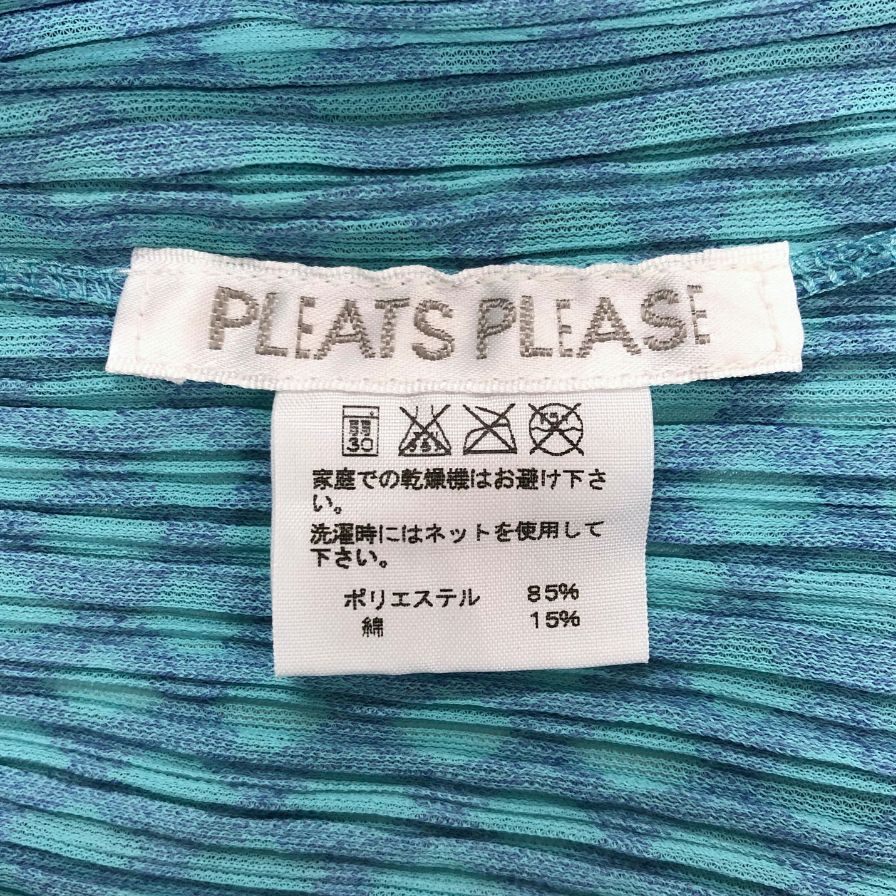 PLEATS PLEASE
30
家庭での乾燥機はお避け下さ
い。
洗濯時にはネットを使用して
下さい。
ポリエステル 85%
綿 15%